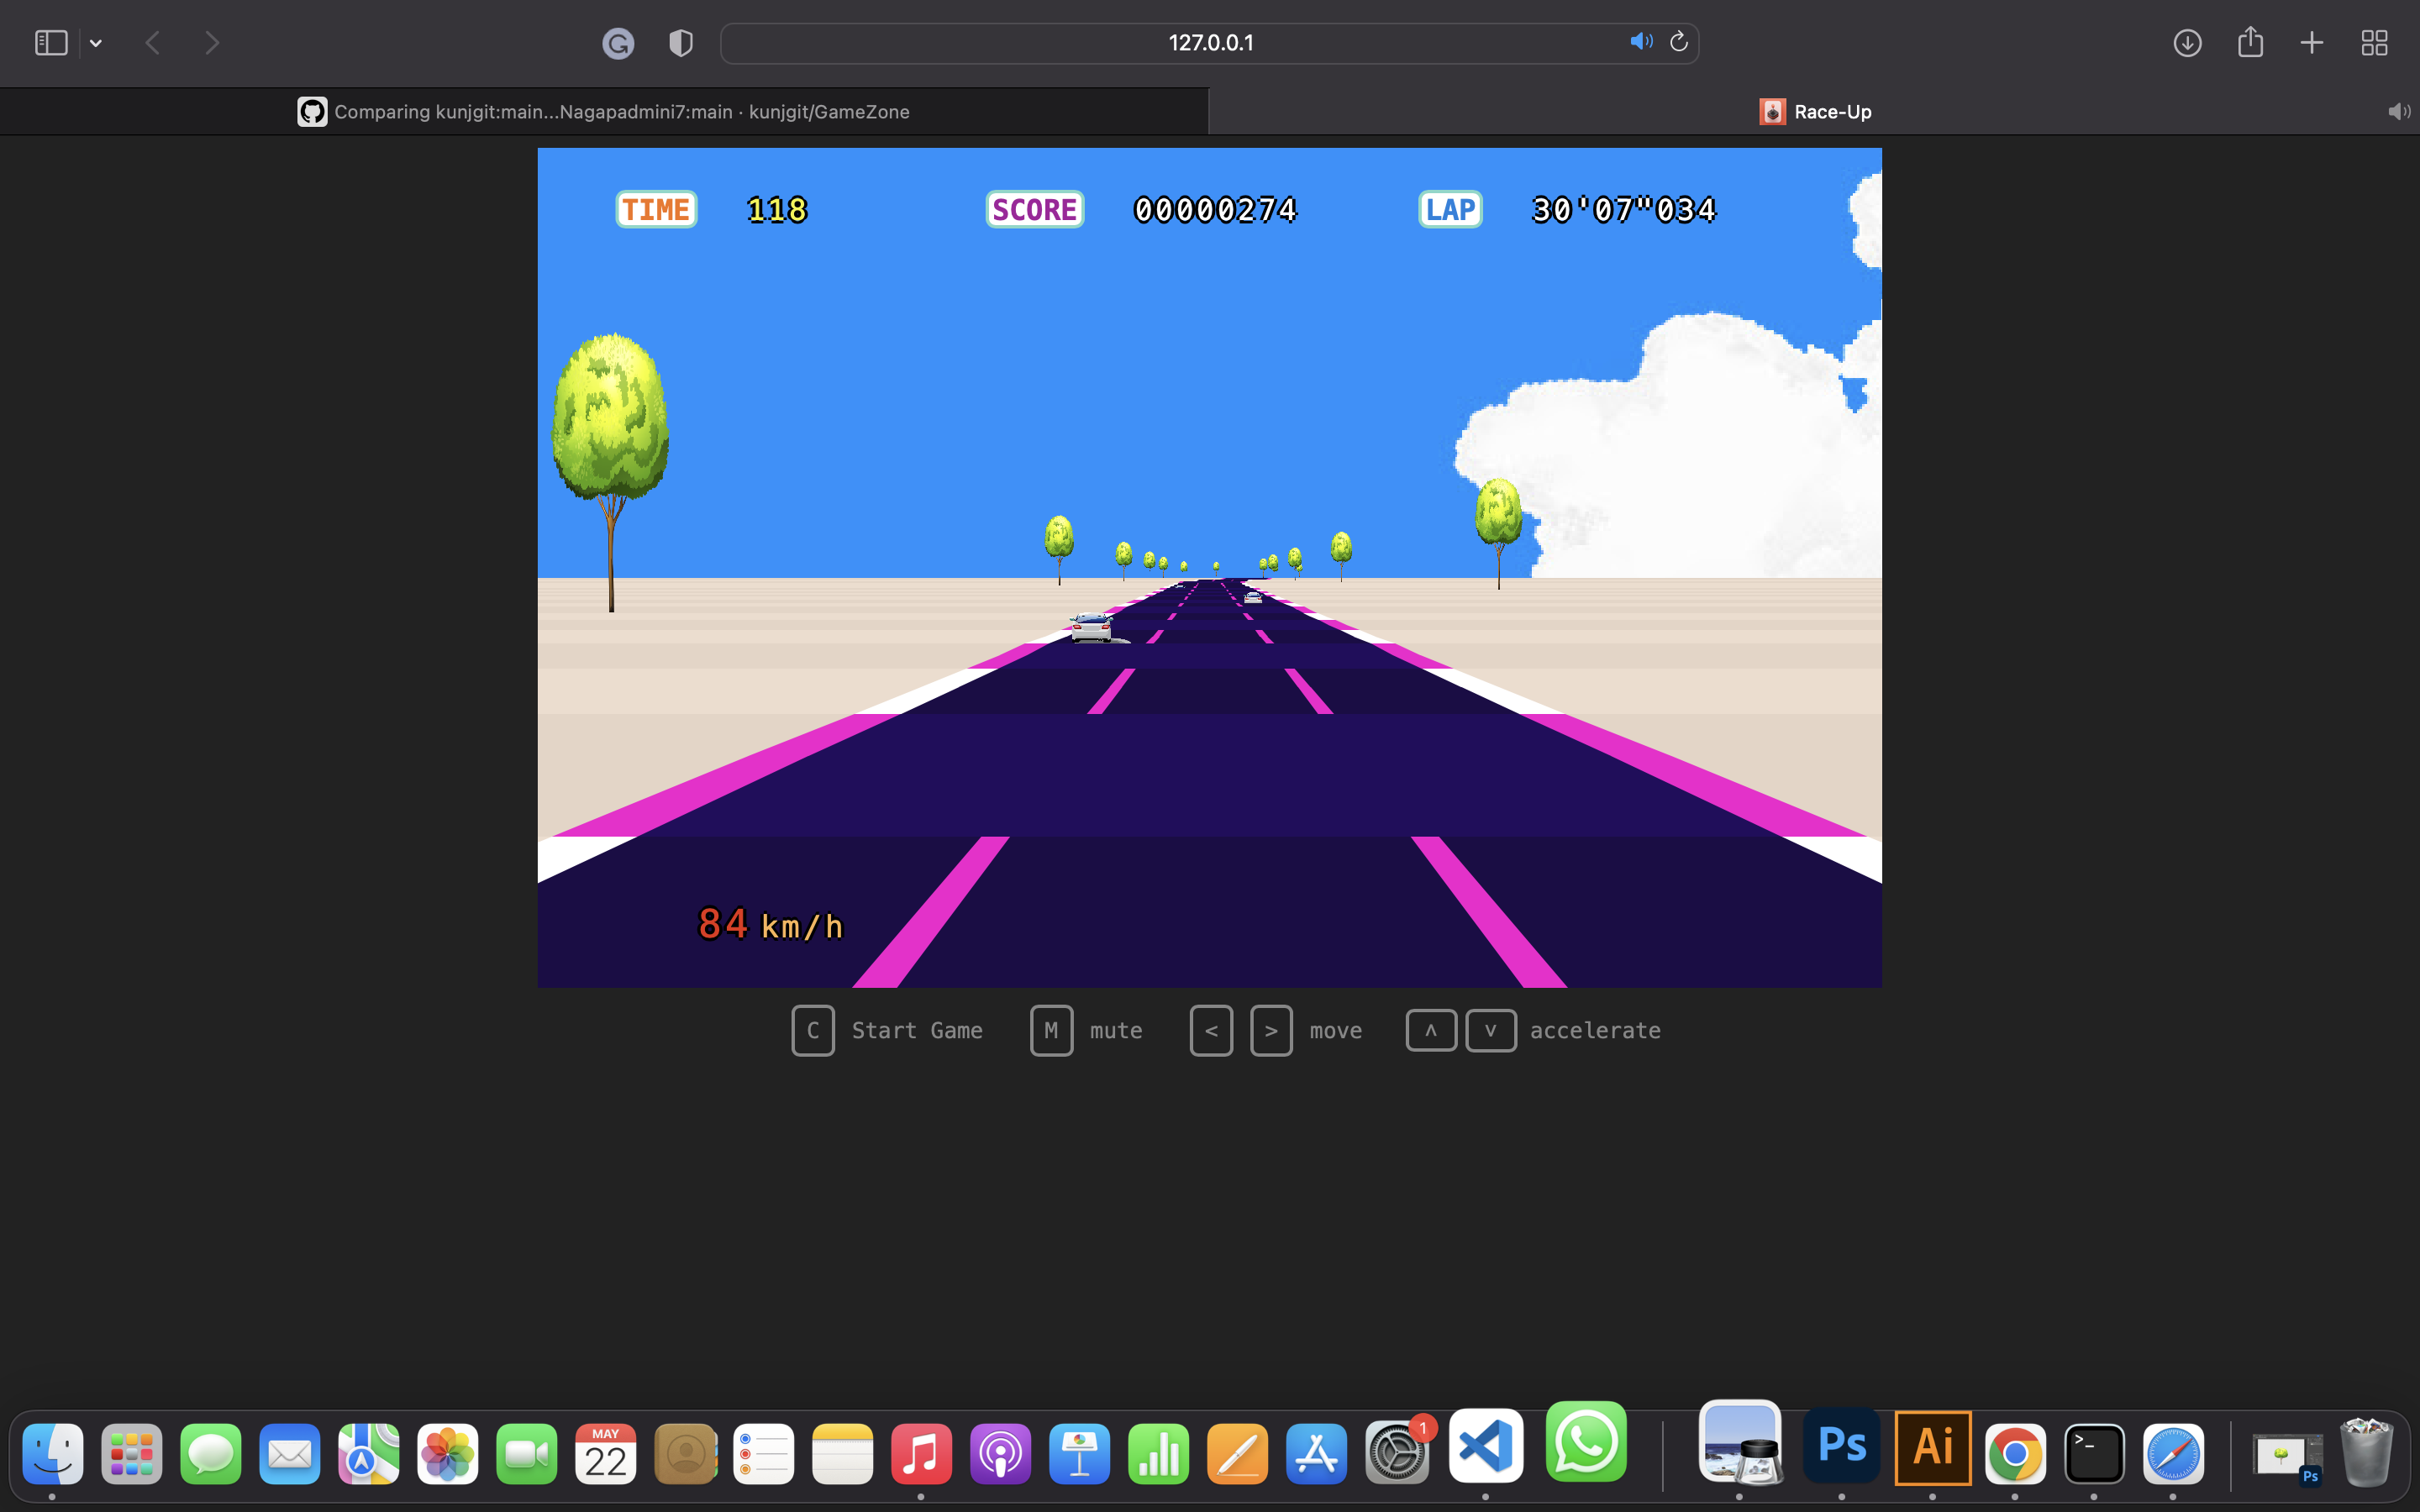 127.0.0.1
Comparing kunjgit:main...Nagapadmini7:main · kunjgit/GameZone
Race-Up
TIME 118 SCORE 00000274 LAP 30'07"034
84 km/h
C Start Game M mute < > move ʌ v accelerate
MAY
22
1
Ps
Ai
>_
Ps